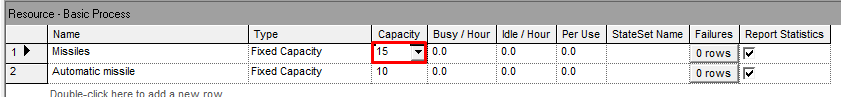 Resource - Basic Process
Name Type Capacity Busy / Hour Idle / Hour Per Use StateSet Name Failures Report Statistics
1 Missiles Fixed Capacity 15 0.0 0.0 0.0 0 rows
2 Automatic missile Fixed Capacity 10 0.0 0.0 0.0 0 rows
Double-click here to add a new row.